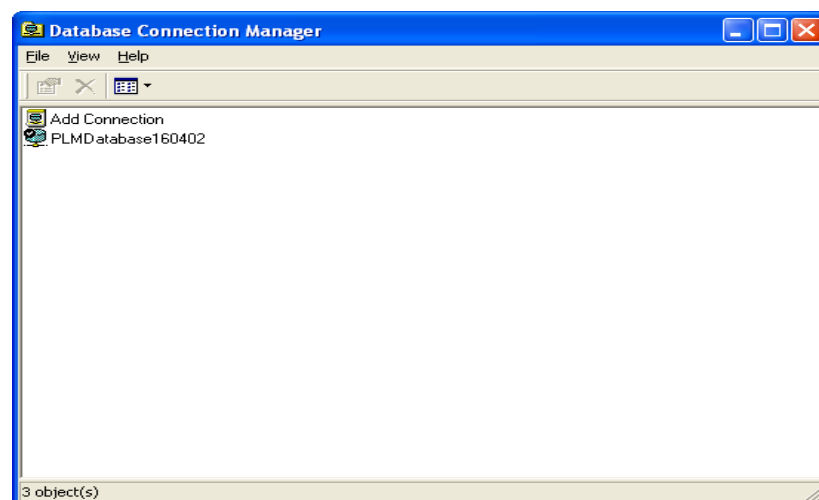 Database Connection Manager
File View Help
Add Connection
PLMDatabase160402
3 object(s)